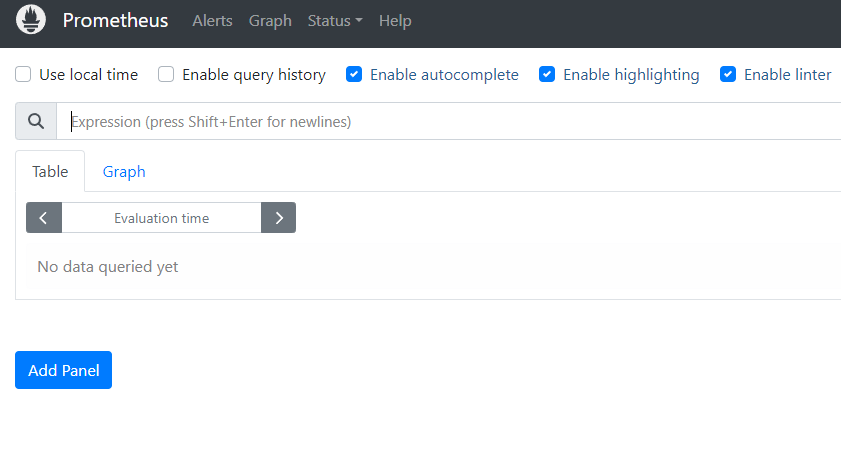 Prometheus Alerts Graph Status Help
Use local time Enable query history Enable autocomplete Enable highlighting Enable linter
Expression (press Shift+Enter for newlines)
Table Graph
Evaluation time
No data queried yet
Add Panel